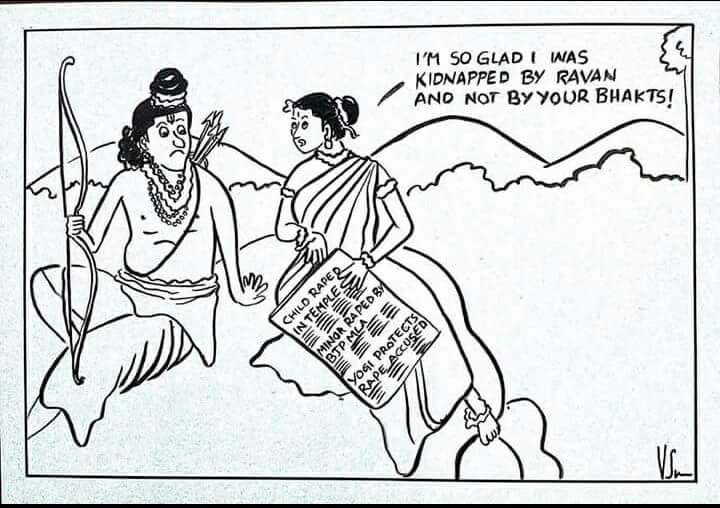 I'M SO GLAD I WAS
KIDNAPPED BY RAVAN
AND NOT BY YOUR BHAKTS!
CHILD RAPED
IN TEMPLE
MINOR RAPED BY
BJP MLA
YOGI PROTECTS
RAPE ACCUSED